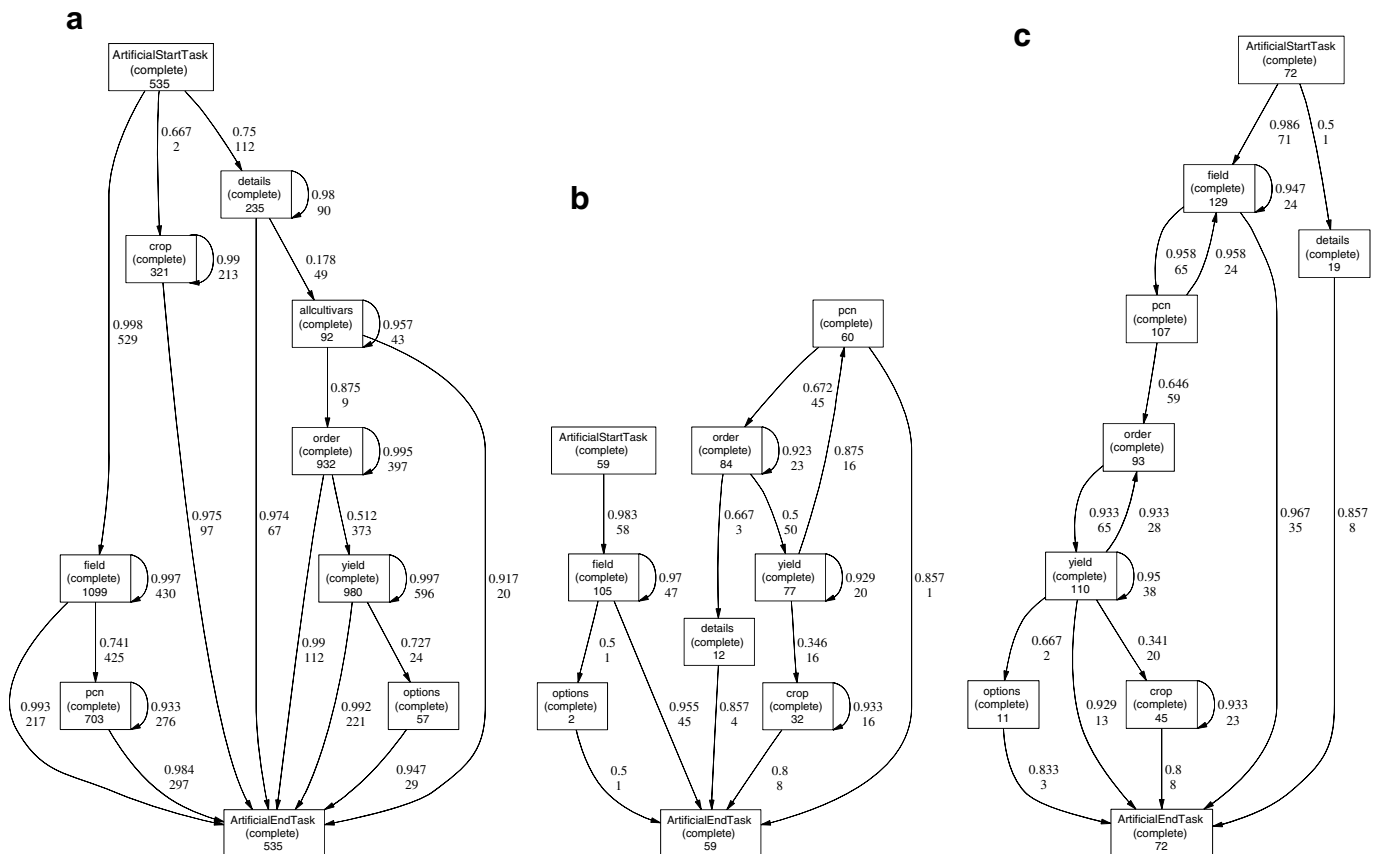 a
ArtificialStartTask
(complete)
535
0.667
2
0.75
112
details
(complete)
235
0.98
90
crop
(complete)
321
0.99
213
0.178
49
allcultivars
(complete)
92
0.957
43
0.998
529
0.875
9
order
(complete)
932
0.995
397
0.975
97
0.974
67
0.512
373
0.917
20
field
(complete)
1099
0.997
430
yield
(complete)
980
0.997
596
0.741
425
0.99
112
0.727
24
pcn
(complete)
703
0.933
276
options
(complete)
57
0.993
217
0.992
221
0.984
297
0.947
29
ArtificialEndTask
(complete)
535
b
pcn
(complete)
60
0.672
45
ArtificialStartTask
(complete)
59
order
(complete)
84
0.923
23
0.875
16
0.983
58
0.667
3
0.5
50
field
(complete)
105
0.97
47
yield
(complete)
77
0.929
20
0.857
1
0.5
1
details
(complete)
12
0.346
16
options
(complete)
2
0.955
45
0.857
4
crop
(complete)
32
0.933
16
0.5
1
0.8
8
ArtificialEndTask
(complete)
59
c
ArtificialStartTask
(complete)
72
0.986
71
0.5
1
field
(complete)
129
0.947
24
details
(complete)
19
0.958
65
0.958
24
pcn
(complete)
107
0.646
59
order
(complete)
93
0.933
65
0.933
28
0.967
35
0.857
8
yield
(complete)
110
0.95
38
0.667
2
0.341
20
options
(complete)
11
0.929
13
crop
(complete)
45
0.933
23
0.833
3
0.8
8
ArtificialEndTask
(complete)
72